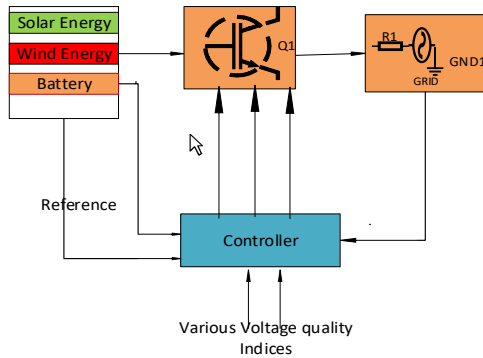 Solar Energy
Wind Energy
Battery
Q1
R1
GND1
GRID
Reference
Controller
Various Voltage quality
Indices